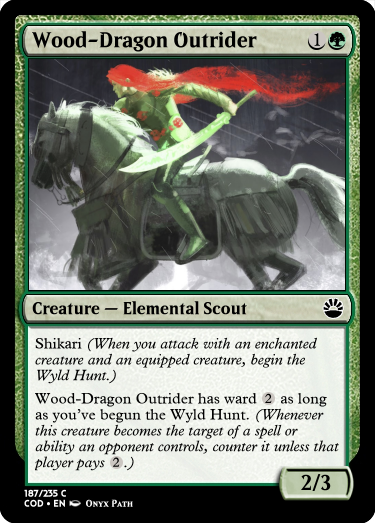 Wood-Dragon Outrider 1
Creature — Elemental Scout
Shikari (When you attack with an enchanted
creature and an equipped creature, begin the
Wyld Hunt.)
Wood-Dragon Outrider has ward 2 as long
as you've begun the Wyld Hunt. (Whenever
this creature becomes the target of a spell or
ability an opponent controls, counter it unless that
player pays 2.)
2/3
187/235 C
COD • EN Onyx Path